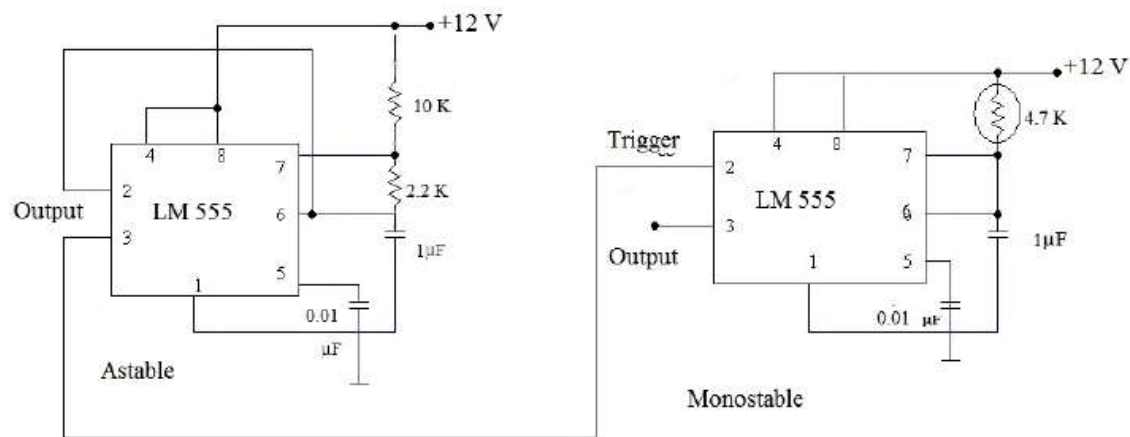 +12 V
10 K
4
8
7
2.2 K
2
LM 555
6
Output
3
1µF
1
5
0.01
µF
Astable
+12 V
4.7 K
Trigger
4
8
7
2
LM 555
6
3
1µF
Output
1
5
0.01 µF
Monostable